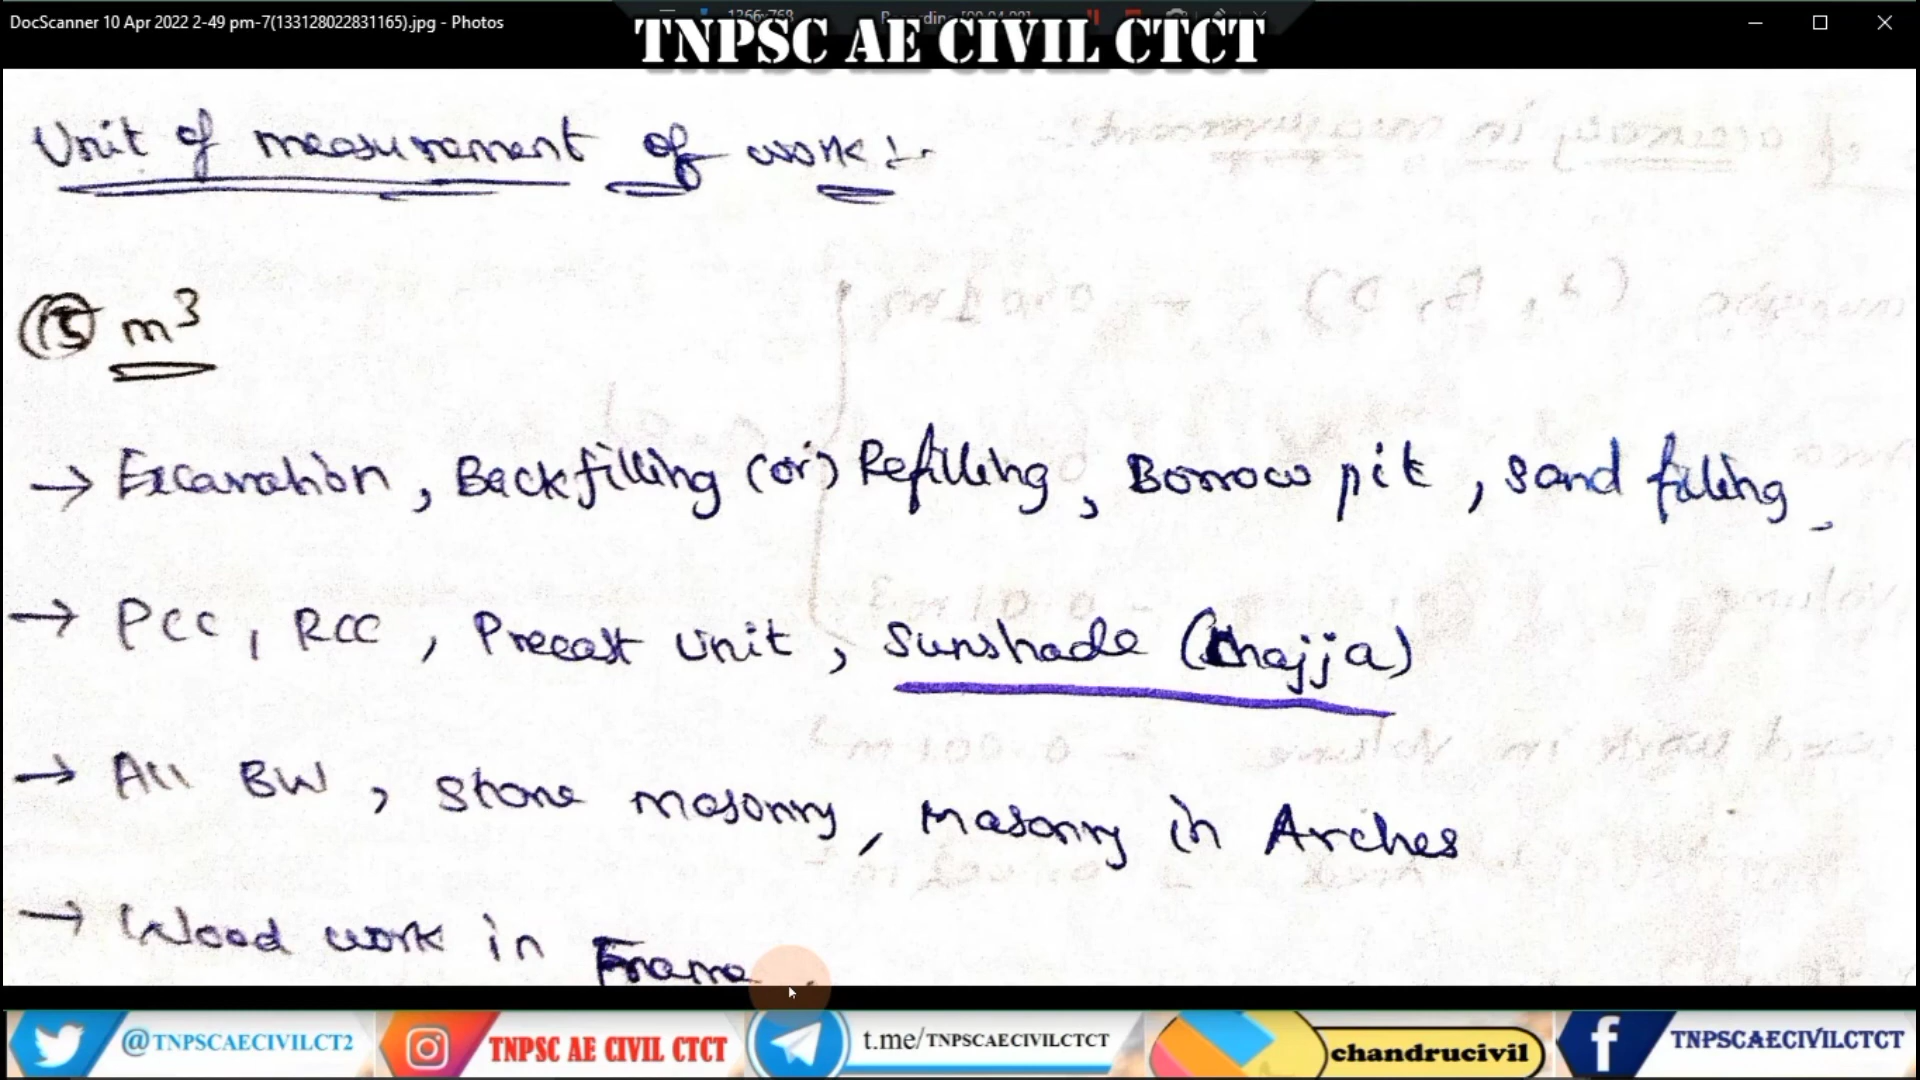 DocScanner 10 Apr 2022 2-49 pm-7(133128022831165).jpg - Photos
1366x768
TNPSC AE CIVIL CTCT
Unit of measurement of work :-
m³
→ Excavation, Backfilling (or) Refilling, Borrow pit, sand filling,
→ PCC, RCC, Precast Unit, Sunshade (Chajja)
→ All BW, Stone masonry, Masonry in Arches
→ Wood work in Frame.
@TNPSCAECIVILCT2
TNPSC AE CIVIL CTCT
t.me/TNPSCAECIVILCTCT
chandrucivil
TNPSCAECIVILCTCT